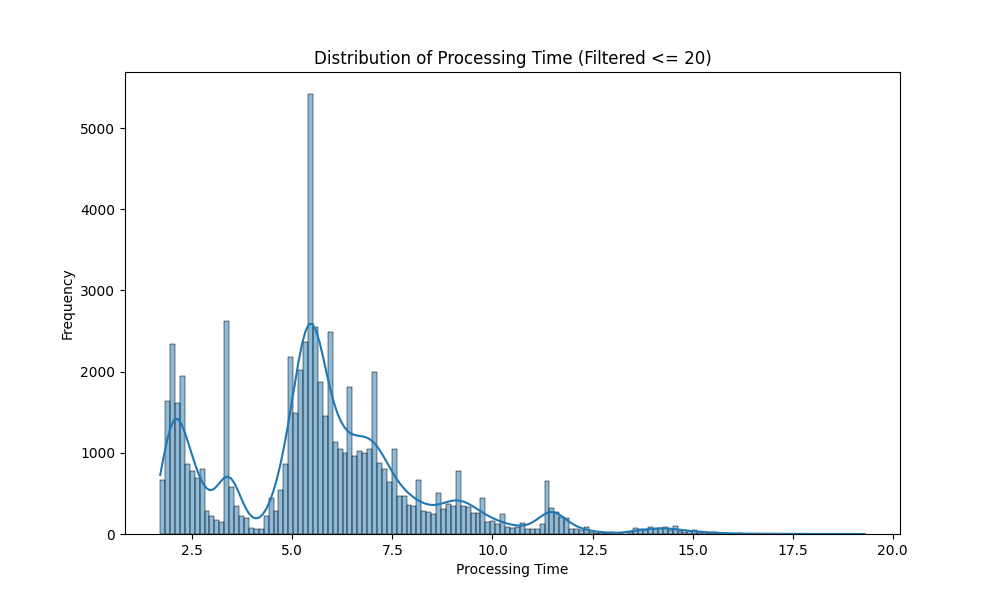 Distribution of Processing Time (Filtered <= 20)
5000
4000
3000
2000
1000
0
Frequency
2.5 5.0 7.5 10.0 12.5 15.0 17.5 20.0
Processing Time